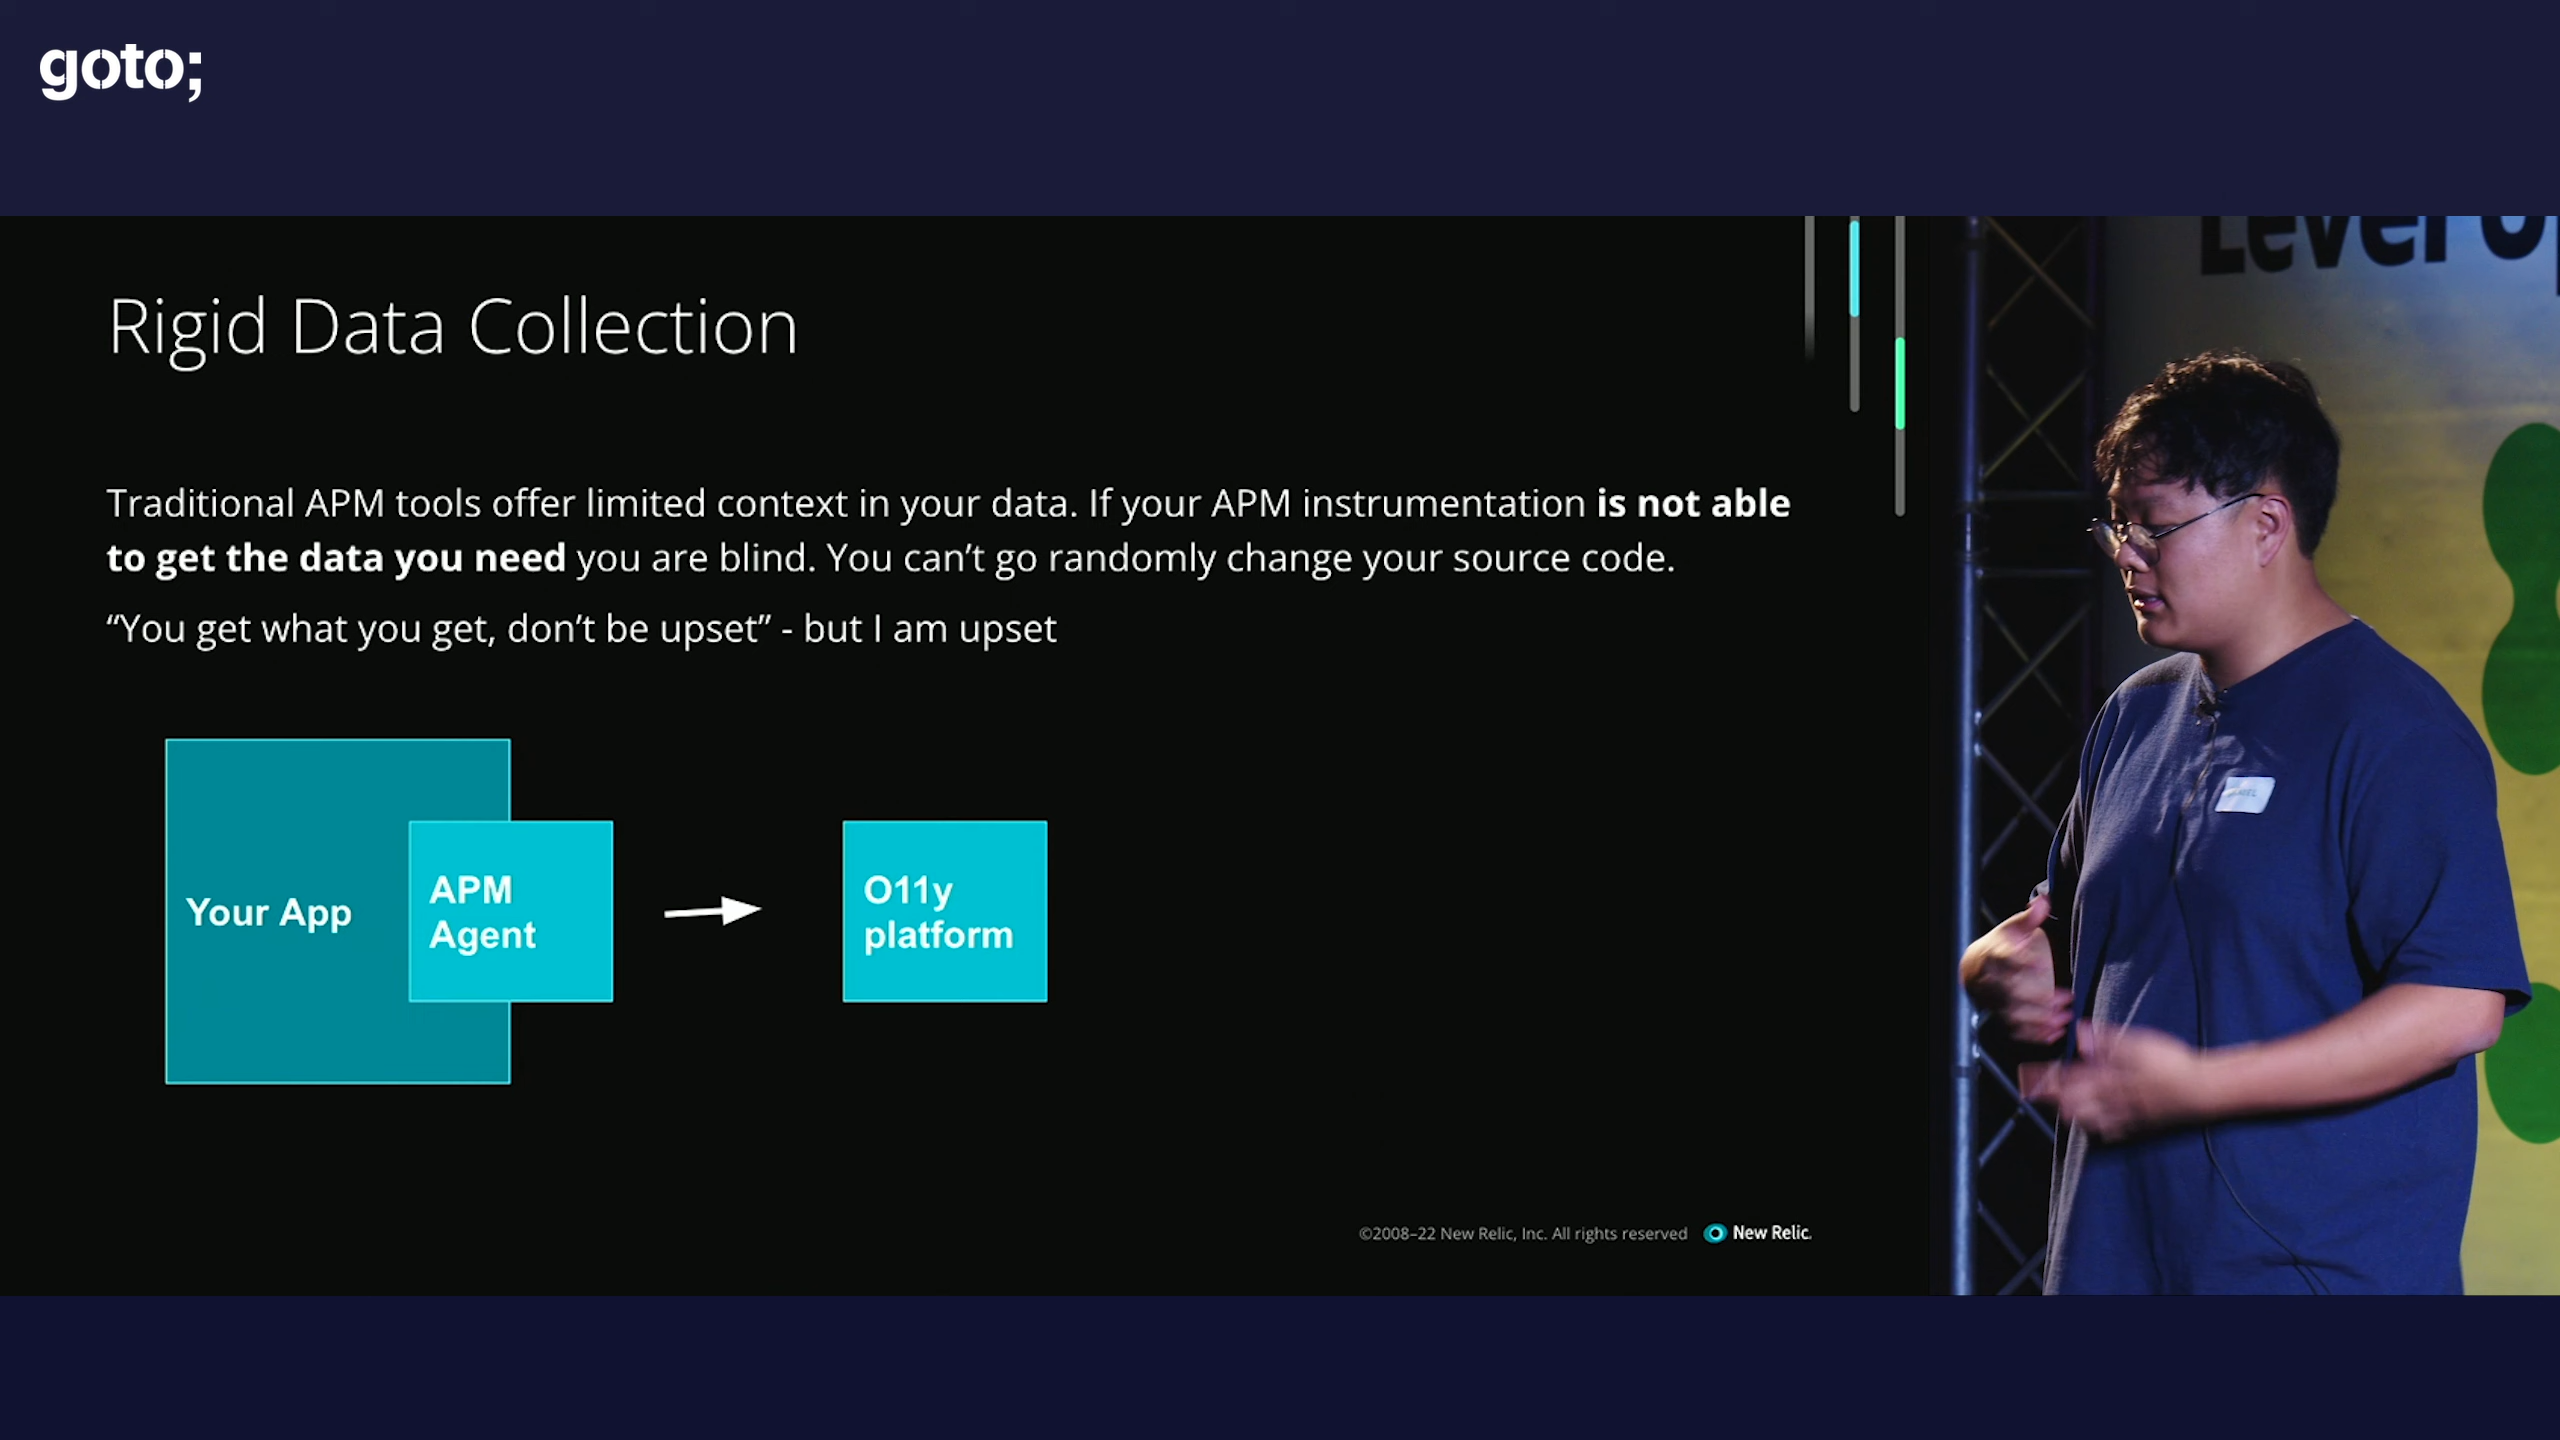 goto;
Level
Rigid Data Collection
Traditional APM tools offer limited context in your data. If your APM instrumentation is not able
to get the data you need you are blind. You can’t go randomly change your source code.
“You get what you get, don’t be upset” - but I am upset
Your App
APM
Agent
O11y
platform
©2008–22 New Relic, Inc. All rights reserved
New Relic.